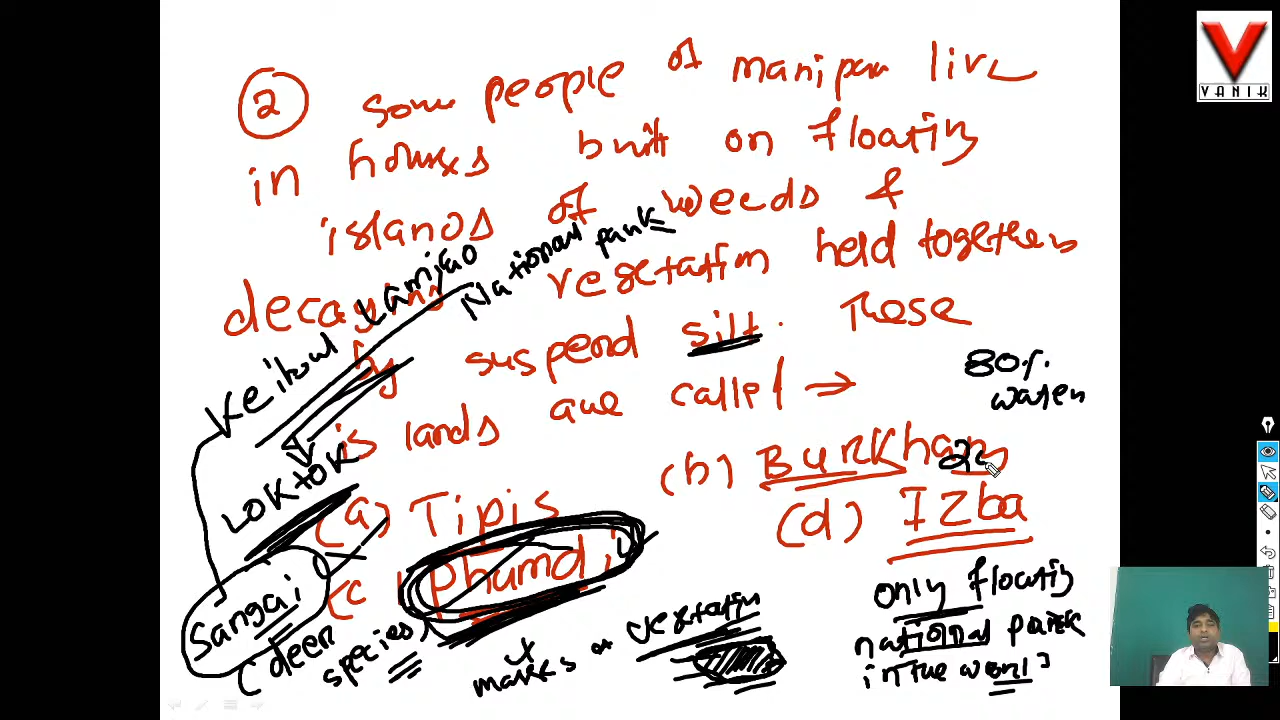 VANIK
2 Some people of manipur live
in houses built on floating
islands of weeds &
decaying vegetation held together
by suspend silt. These
islands are called →
(a) Tipis
(b) Burkhans
(c) Phumdi
(d) Izba
Keibul Lamjao National park
LOKTOK
Sangai
(deer species)
mass of vegetation
80% water
only floating
national park
in the world